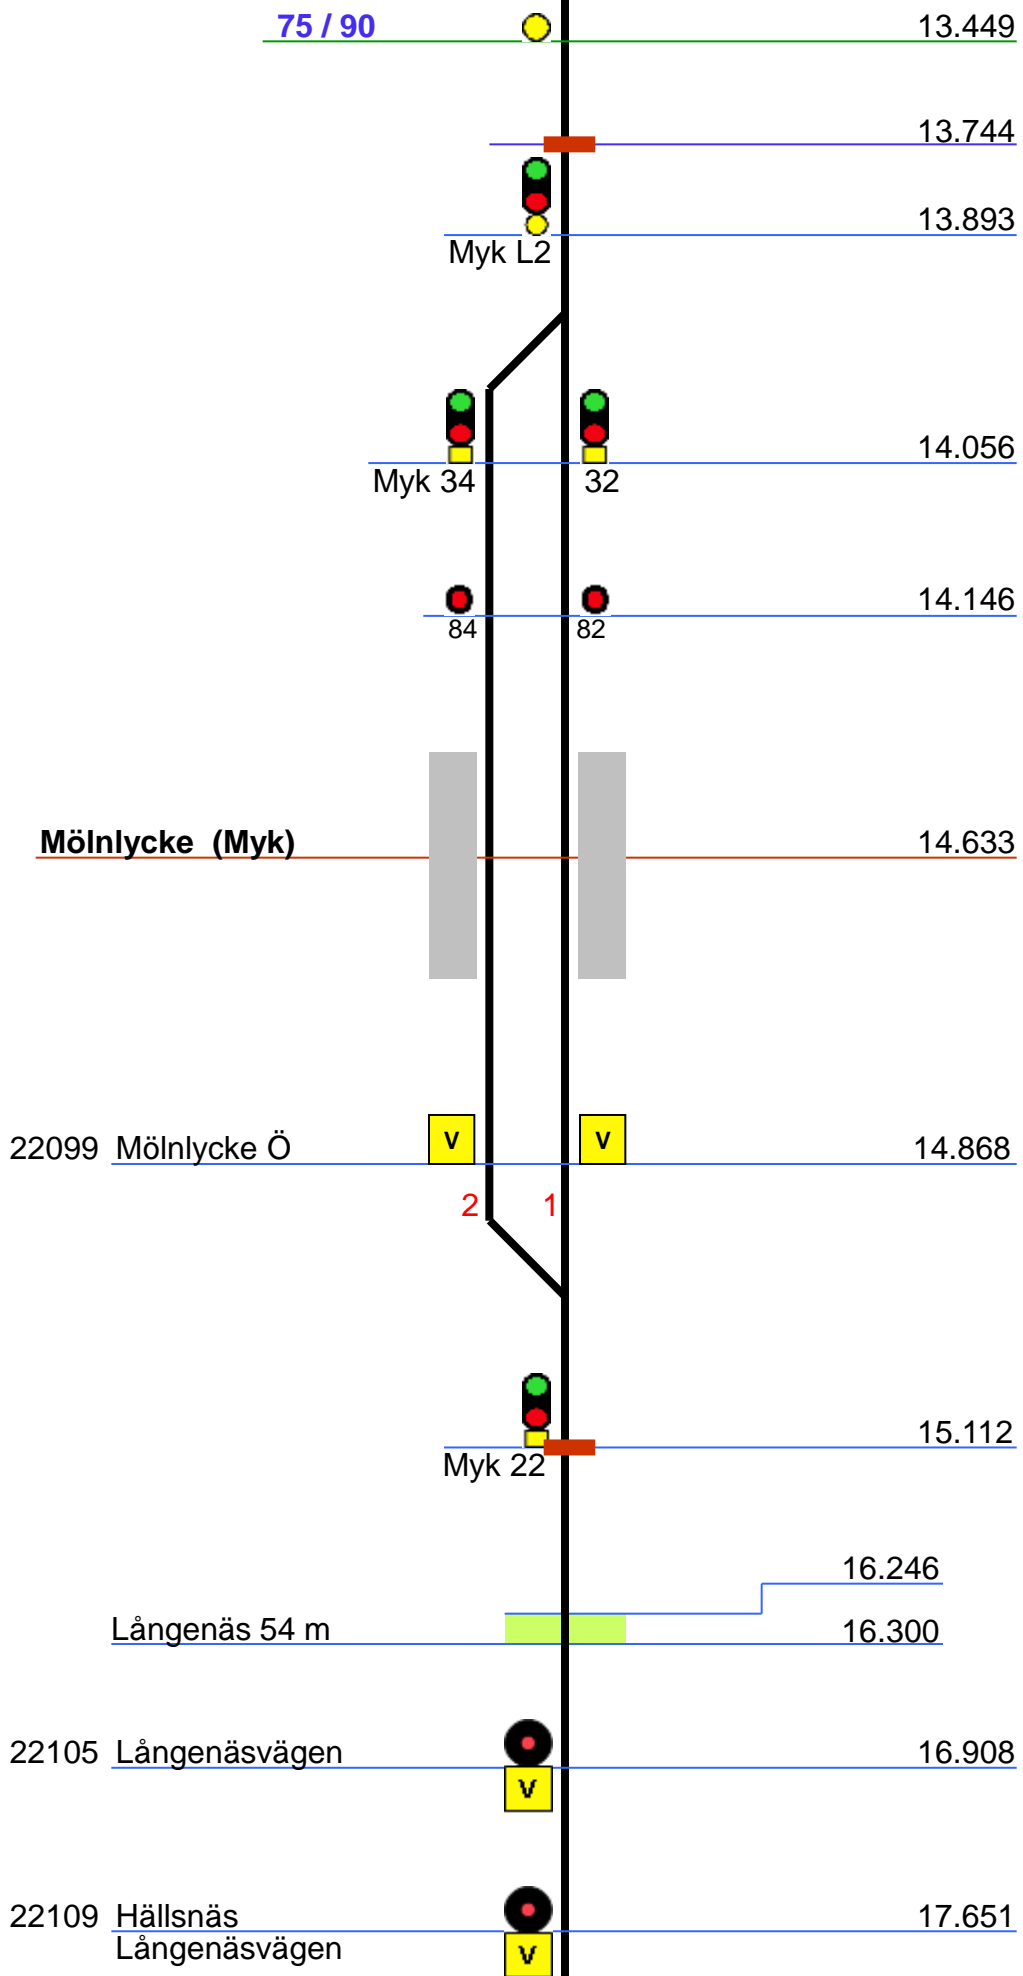 75 / 90 13.449
13.744
13.893
Myk L2
14.056
Myk 34 32
14.146
84 82
Mölnlycke (Myk) 14.633
V V
22099 Mölnlycke Ö 14.868
2 1
15.112
Myk 22
16.246
Långenäs 54 m 16.300
22105 Långenäsvägen 16.908
V
22109 Hällsnäs 17.651
Långenäsvägen
V